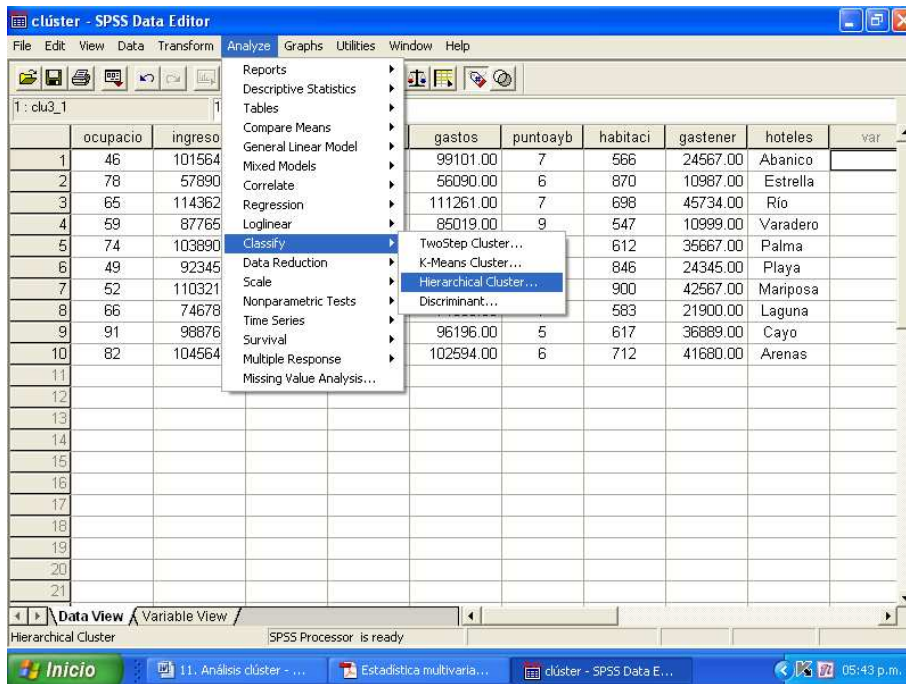 clúster - SPSS Data Editor
File Edit View Data Transform Analyze Graphs Utilities Window Help
1 : clu3_1 1
Reports
Descriptive Statistics
Tables
Compare Means
General Linear Model
Mixed Models
Correlate
Regression
Loglinear
Classify
Data Reduction
Scale
Nonparametric Tests
Time Series
Survival
Multiple Response
Missing Value Analysis...
TwoStep Cluster...
K-Means Cluster...
Hierarchical Cluster...
Discriminant...
ocupacio ingreso gastos puntoayb habitaci gastener hoteles var
1 46 101564 99101.00 7 566 24567.00 Abanico
2 78 57890 56090.00 6 870 10987.00 Estrella
3 65 114362 111261.00 7 698 45734.00 Río
4 59 87765 85019.00 9 547 10999.00 Varadero
5 74 103890 612 35667.00 Palma
6 49 92345 846 24345.00 Playa
7 52 110321 900 42567.00 Mariposa
8 66 74678 583 21900.00 Laguna
9 91 98876 96196.00 5 617 36889.00 Cayo
10 82 104564 102594.00 6 712 41680.00 Arenas
11
12
13
14
15
16
17
18
19
20
21
Data View Variable View
Hierarchical Cluster SPSS Processor is ready
Inicio 11. Análisis clúster - ... Estadística multivaria... clúster - SPSS Data E... 05:43 p.m.